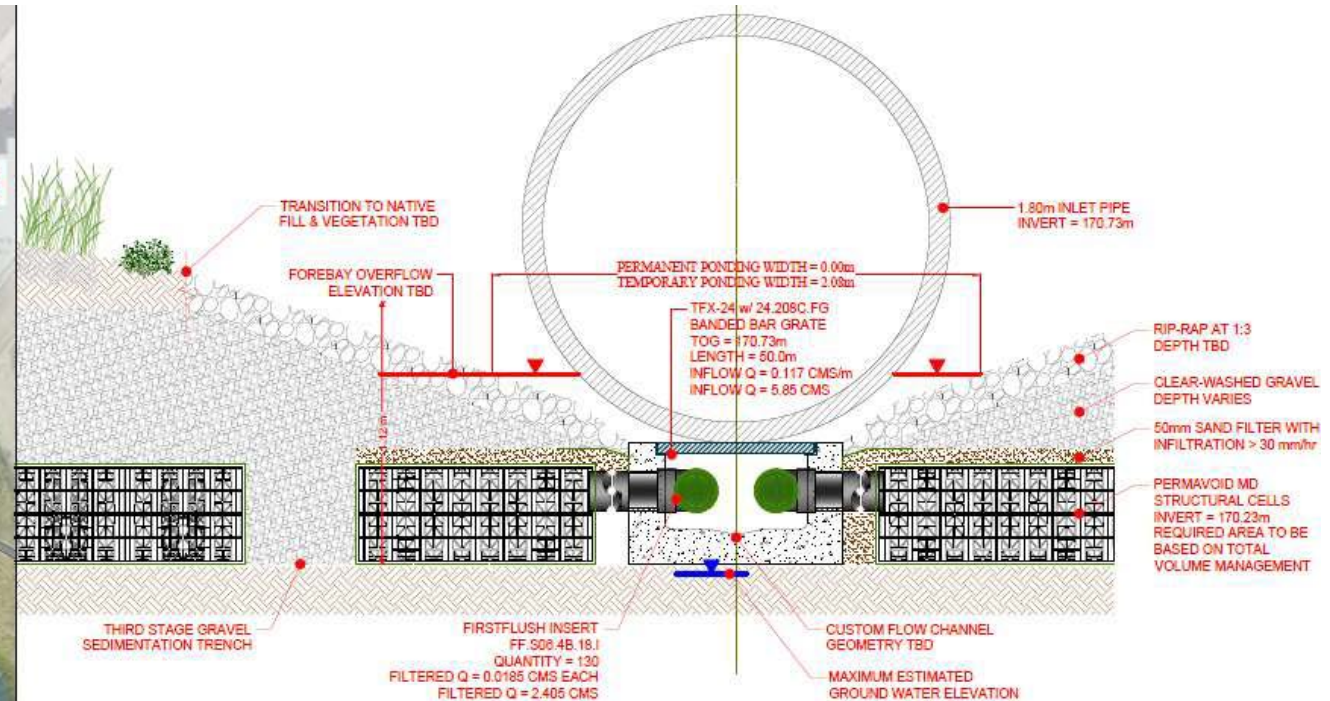 TRANSITION TO NATIVE
FILL & VEGETATION TBD
FOREBAY OVERFLOW
ELEVATION TBD
PERMANENT PONDING WIDTH = 0.00m
TEMPORARY PONDING WIDTH = 2.08m
TFX-24 w/ 24.208C.FG
BANDED BAR GRATE
TOG = 170.73m
LENGTH = 50.0m
INFLOW Q = 0.117 CMS/m
INFLOW Q = 5.85 CMS
1.80m INLET PIPE
INVERT = 170.73m
RIP-RAP AT 1:3
DEPTH TBD
CLEAR-WASHED GRAVEL
DEPTH VARIES
50mm SAND FILTER WITH
INFILTRATION > 30 mm/hr
PERMAVOID MD
STRUCTURAL CELLS
INVERT = 170.23m
REQUIRED AREA TO BE
BASED ON TOTAL
VOLUME MANAGEMENT
THIRD STAGE GRAVEL
SEDIMENTATION TRENCH
FIRSTFLUSH INSERT
FF.S08.4B.18.I
QUANTITY = 130
FILTERED Q = 0.0185 CMS EACH
FILTERED Q = 2.405 CMS
CUSTOM FLOW CHANNEL
GEOMETRY TBD
MAXIMUM ESTIMATED
GROUND WATER ELEVATION